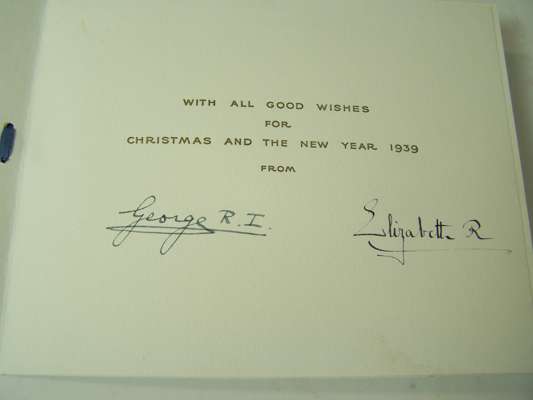 WITH ALL GOOD WISHES
FOR
CHRISTMAS AND THE NEW YEAR 1939
FROM
George R. I.
Elizabeth R